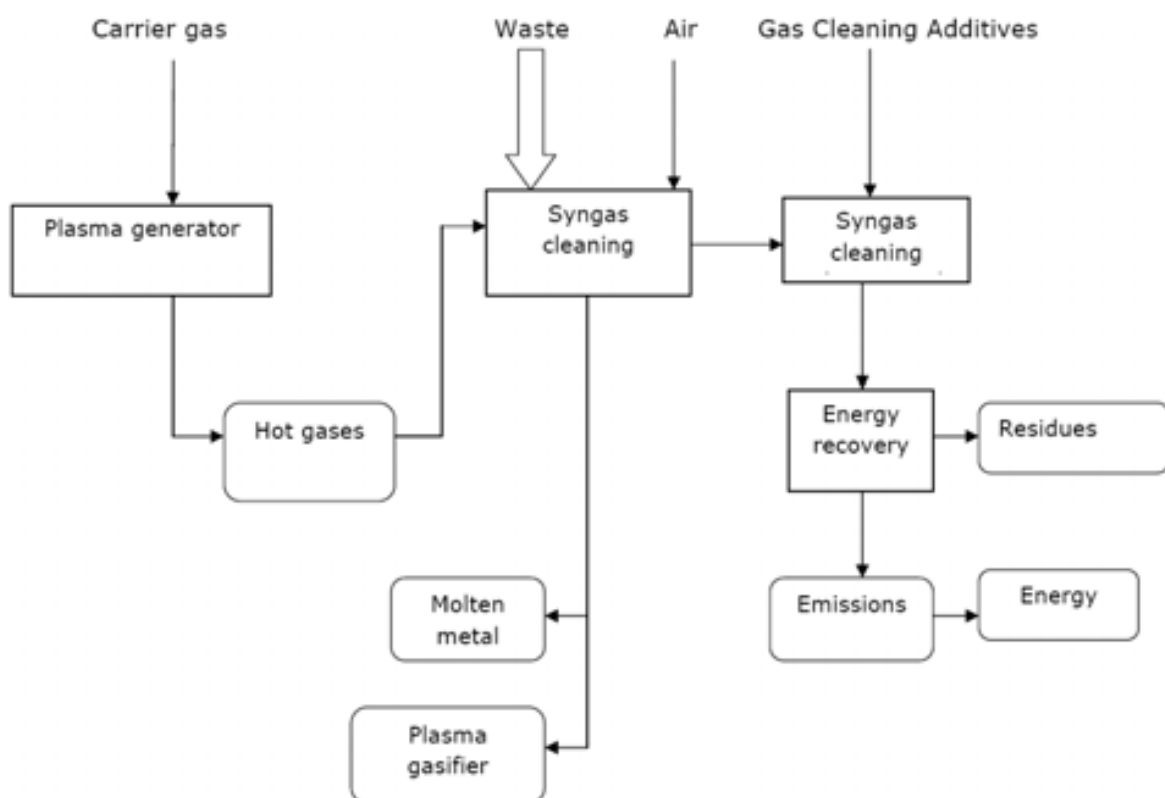 Carrier gas
Waste
Air
Gas Cleaning Additives
Plasma generator
Syngas
cleaning
Syngas
cleaning
Hot gases
Energy
recovery
Residues
Molten
metal
Emissions
Energy
Plasma
gasifier